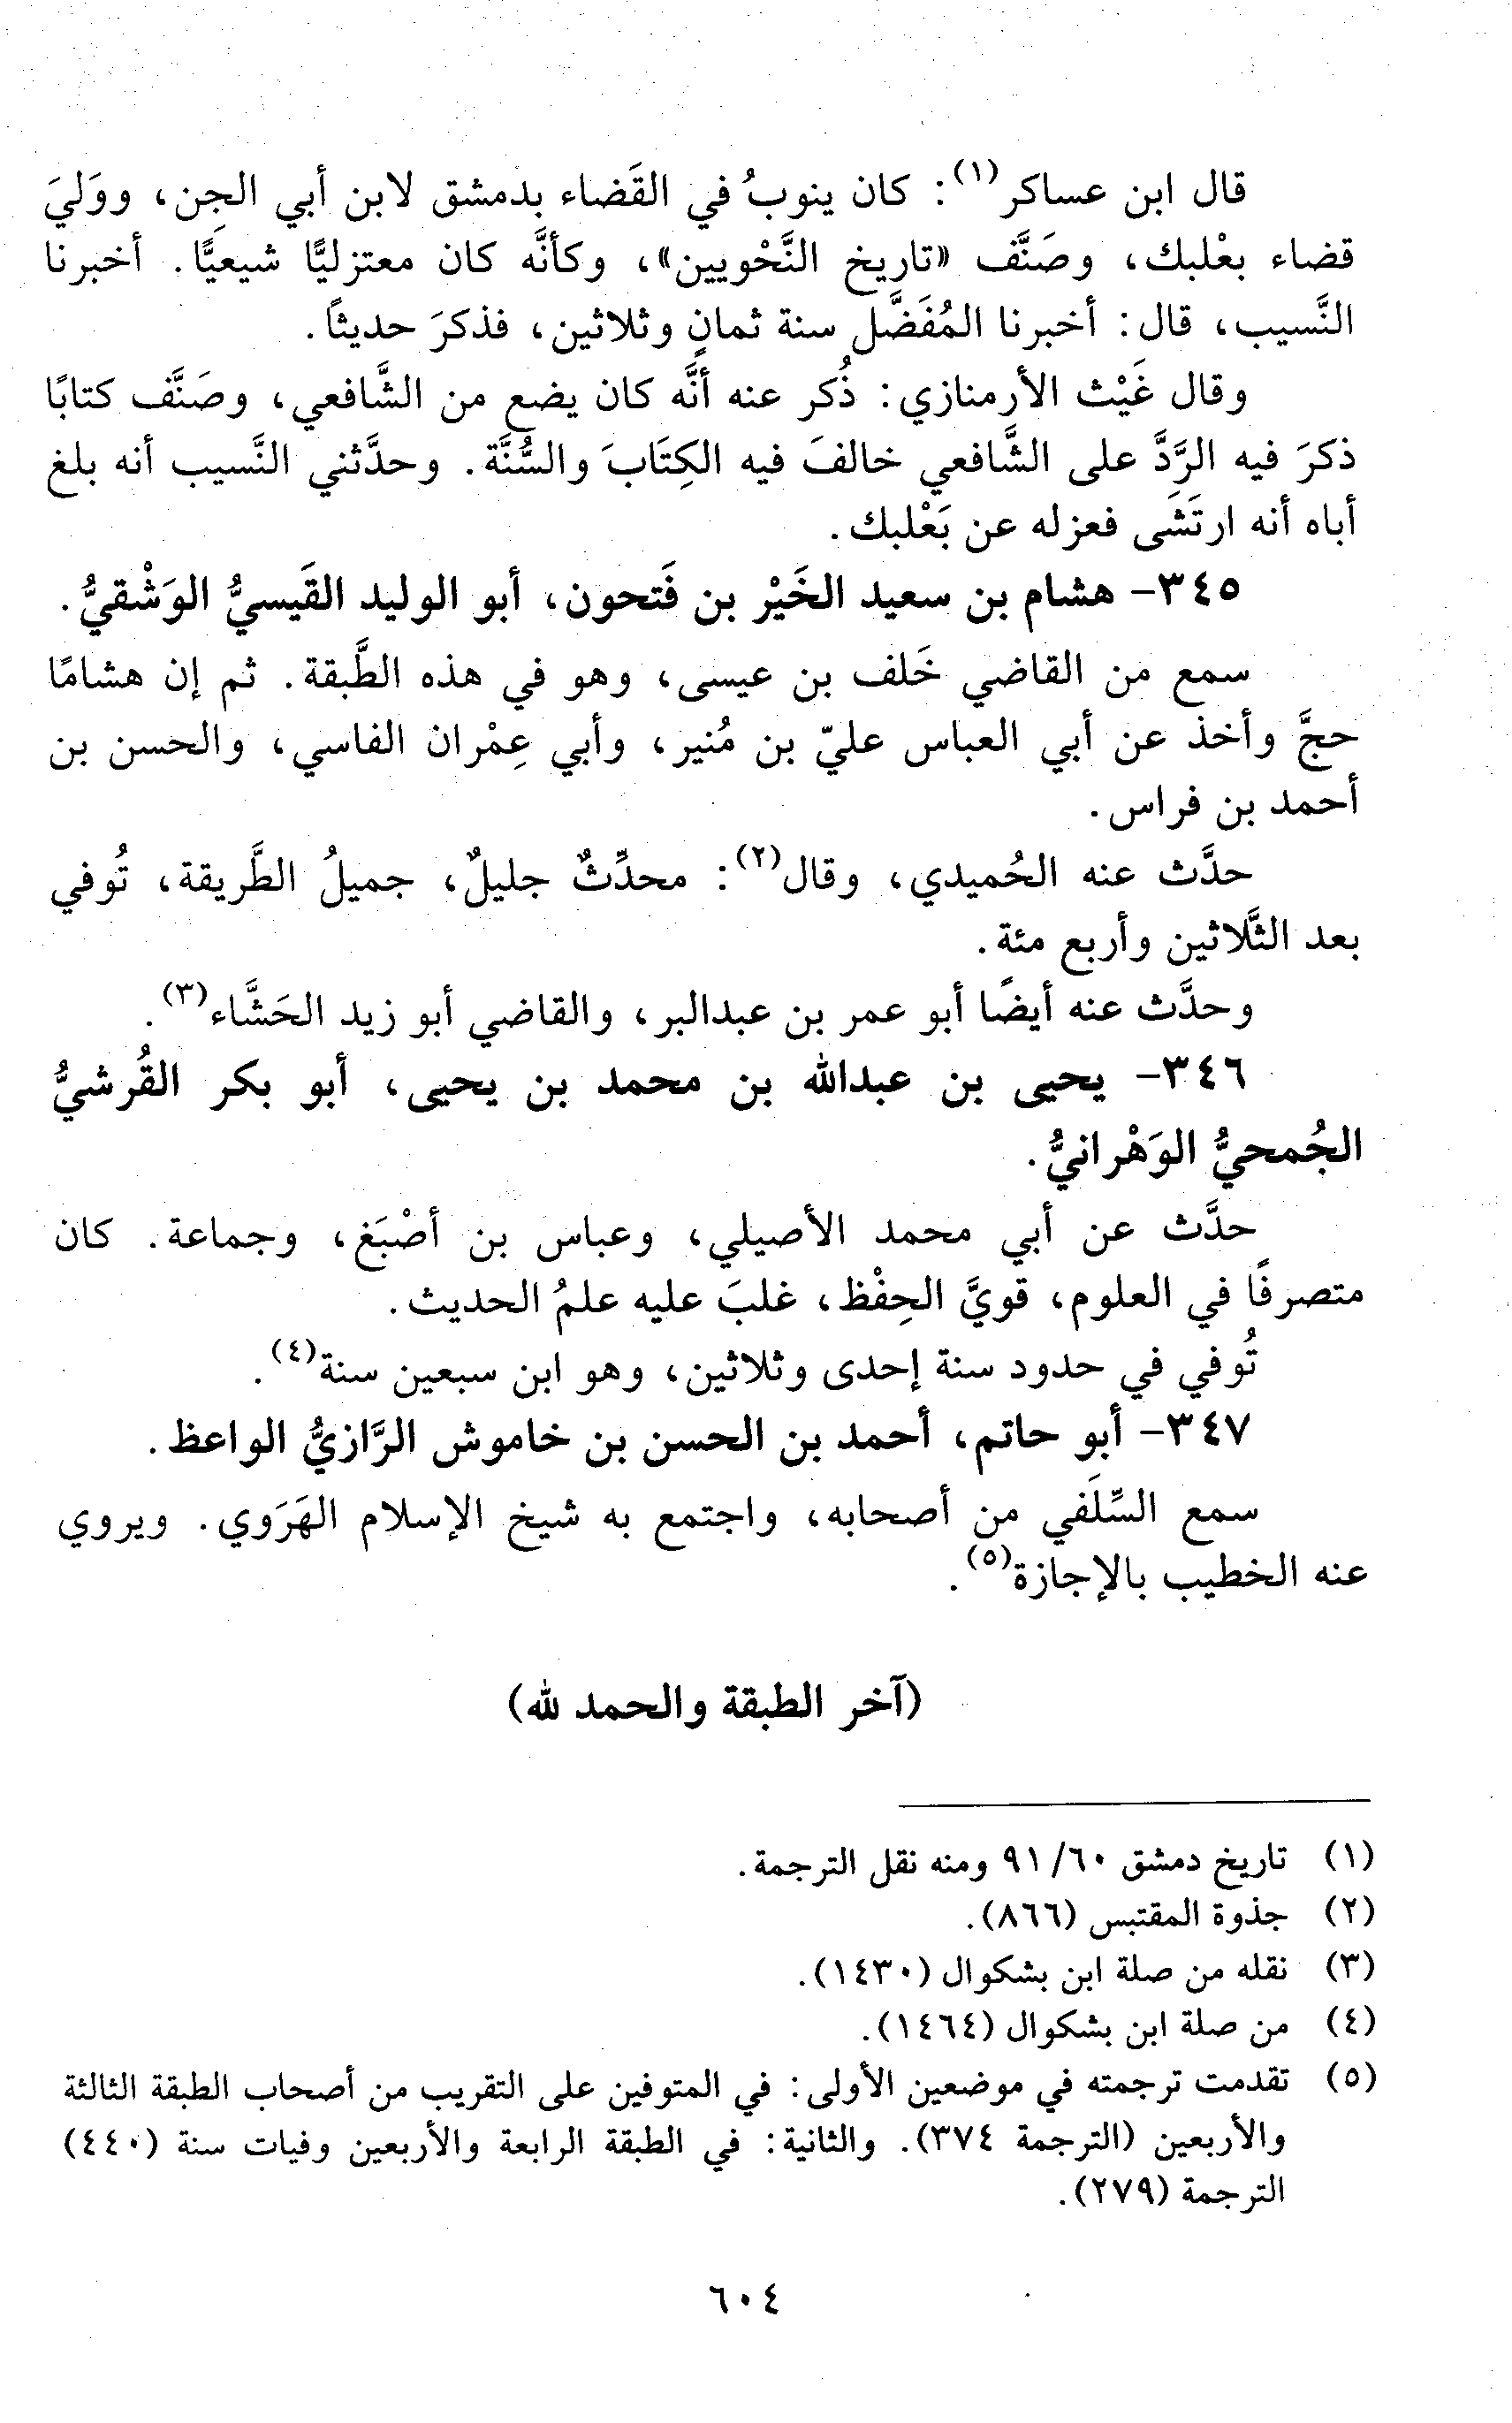 قال ابن عساكر(١): كان ينوبُ في القَضاء بدمشق لابن أبي الجِن، ووَليَ
قضاء بعْلبك، وصَنَّف «تاريخ النَّحْويين»، وكأنَّه كان معتزليًّا شيعيًّا. أخبرنا
النَّسيب، قال: أخبرنا المُفَضَّل سنة ثمانٍ وثلاثين، فذكرَ حديثًا.
وقال غَيْث الأرمنازي: ذُكر عنه أنَّه كان يضع من الشَّافعي، وصَنَّف كتابًا
ذكرَ فيه الرَّدَّ على الشَّافعي خالفَ فيه الكِتَابَ والسُّنَّة. وحدَّثني النَّسيب أنه بلغ
أباه أنه ارتَشَى فعزله عن بَعْلبك.
٣٤٥- هشام بن سعيد الخَيْر بن فَتحون، أبو الوليد القَيسيُّ الوَشْقيُّ.
سمع من القاضي خَلف بن عيسى، وهو في هذه الطَّبقة. ثم إن هشامًا
حجَّ وأخذ عن أبي العباس عليّ بن مُنير، وأبي عِمْران الفاسي، والحسن بن
أحمد بن فراس.
حدَّث عنه الحُميدي، وقال(٢): محدِّثٌ جليلٌ، جميلُ الطَّريقة، تُوفي
بعد الثَّلاثين وأربع مئة.
وحدَّث عنه أيضًا أبو عمر بن عبدالبر، والقاضي أبو زيد الحَشَّاء(٣).
٣٤٦- يحيى بن عبدالله بن محمد بن يحيى، أبو بكر القُرشيُّ
الجُمحيُّ الوَهْرانيُّ.
حدَّث عن أبي محمد الأصيلي، وعباس بن أصْبَغ، وجماعة. كان
متصرفًا في العلوم، قويَّ الحِفْظ، غلبَ عليه علمُ الحديث.
تُوفي في حدود سنة إحدى وثلاثين، وهو ابن سبعين سنة(٤).
٣٤٧- أبو حاتم، أحمد بن الحسن بن خاموش الرَّازيُّ الواعظ.
سمع السِّلَفي من أصحابه، واجتمع به شيخ الإسلام الهَرَوي. ويروي
عنه الخطيب بالإجازة(٥).
(آخر الطبقة والحمد لله)
(١) تاريخ دمشق ٦٠/ ٩١ ومنه نقل الترجمة.
(٢) جذوة المقتبس (٨٦٦).
(٣) نقله من صلة ابن بشكوال (١٤٣٠).
(٤) من صلة ابن بشكوال (١٤٦٤).
(٥) تقدمت ترجمته في موضعين الأولى: في المتوفين على التقريب من أصحاب الطبقة الثالثة
والأربعين (الترجمة ٣٧٤). والثانية: في الطبقة الرابعة والأربعين وفيات سنة (٤٤٠)
الترجمة (٢٧٩).
٦٠٤